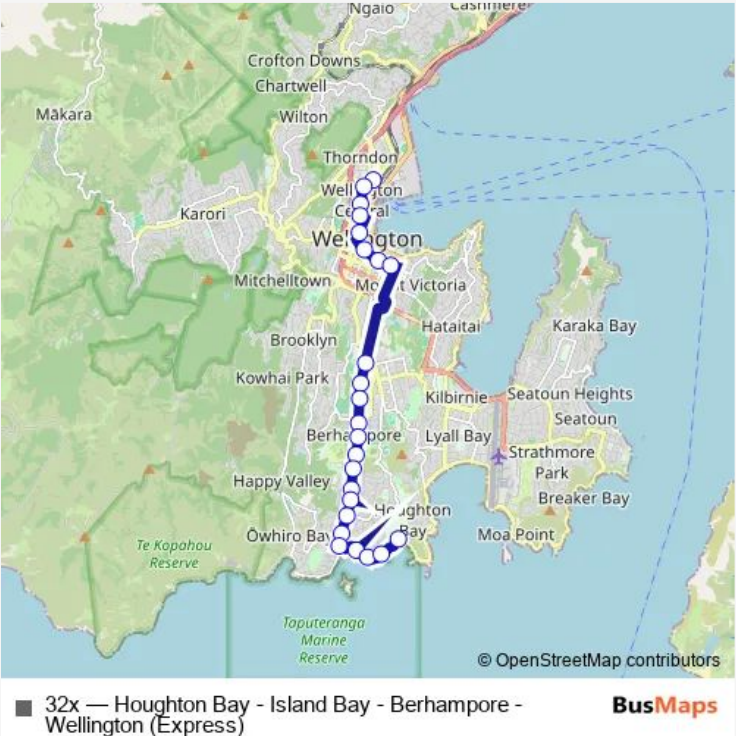 Ngaio
Cashmere
Crofton Downs
Chartwell
Mākara
Wilton
Thorndon
Wellington
Central
Karori
Wellington
Mitchelltown
Mount Victoria
Hataitai
Karaka Bay
Brooklyn
Kowhai Park
Kilbirnie
Seatoun Heights
Seatoun
Berhampore
Lyall Bay
Strathmore
Park
Happy Valley
Breaker Bay
Houghton
Bay
Ōwhiro Bay
Moa Point
Te Kopahou
Reserve
Taputeranga
Marine
Reserve
© OpenStreetMap contributors
32x — Houghton Bay - Island Bay - Berhampore -
Wellington (Express)
BusMaps